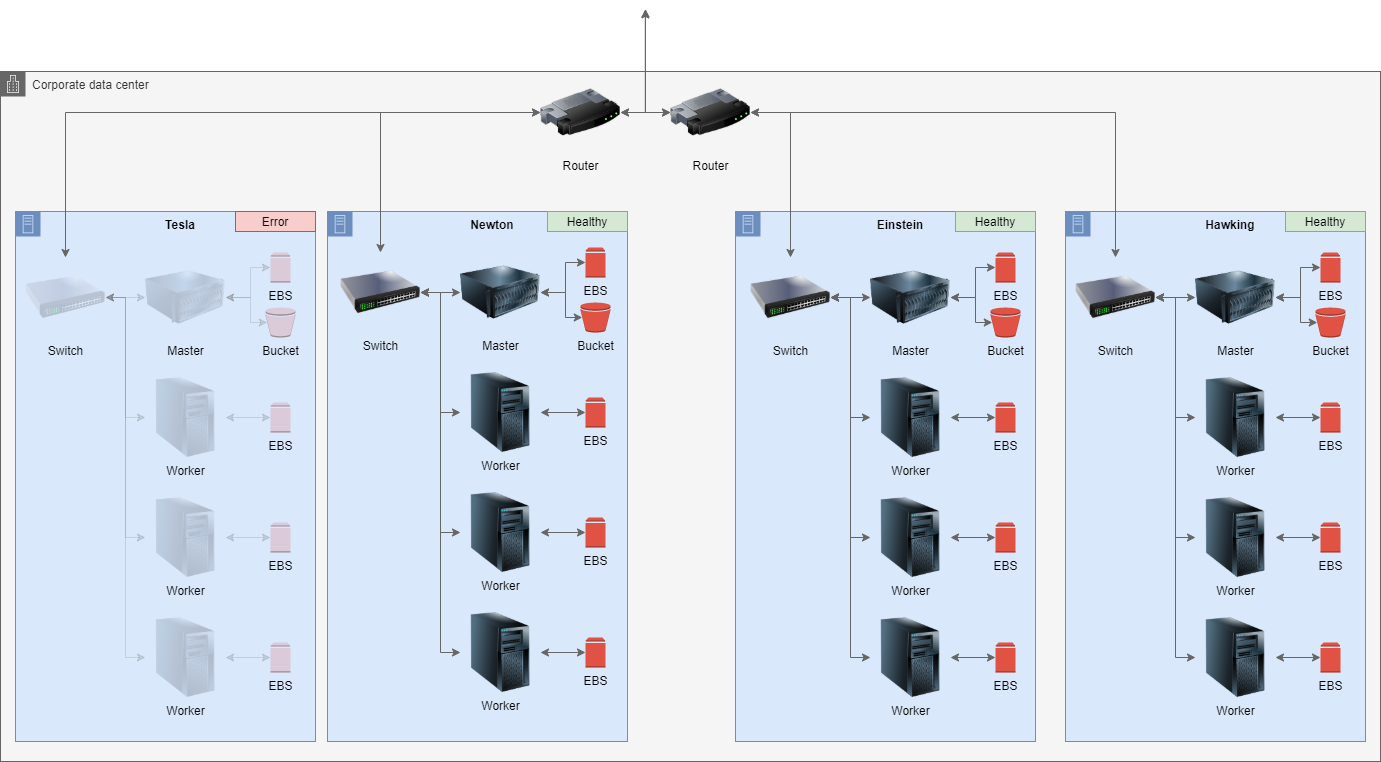 Corporate data center
Router
Router
Tesla
Error
EBS
Switch
Master
Bucket
EBS
Worker
EBS
Worker
EBS
Worker
Newton
Healthy
EBS
Switch
Master
Bucket
EBS
Worker
EBS
Worker
EBS
Worker
Einstein
Healthy
EBS
Switch
Master
Bucket
EBS
Worker
EBS
Worker
EBS
Worker
Hawking
Healthy
EBS
Switch
Master
Bucket
EBS
Worker
EBS
Worker
EBS
Worker